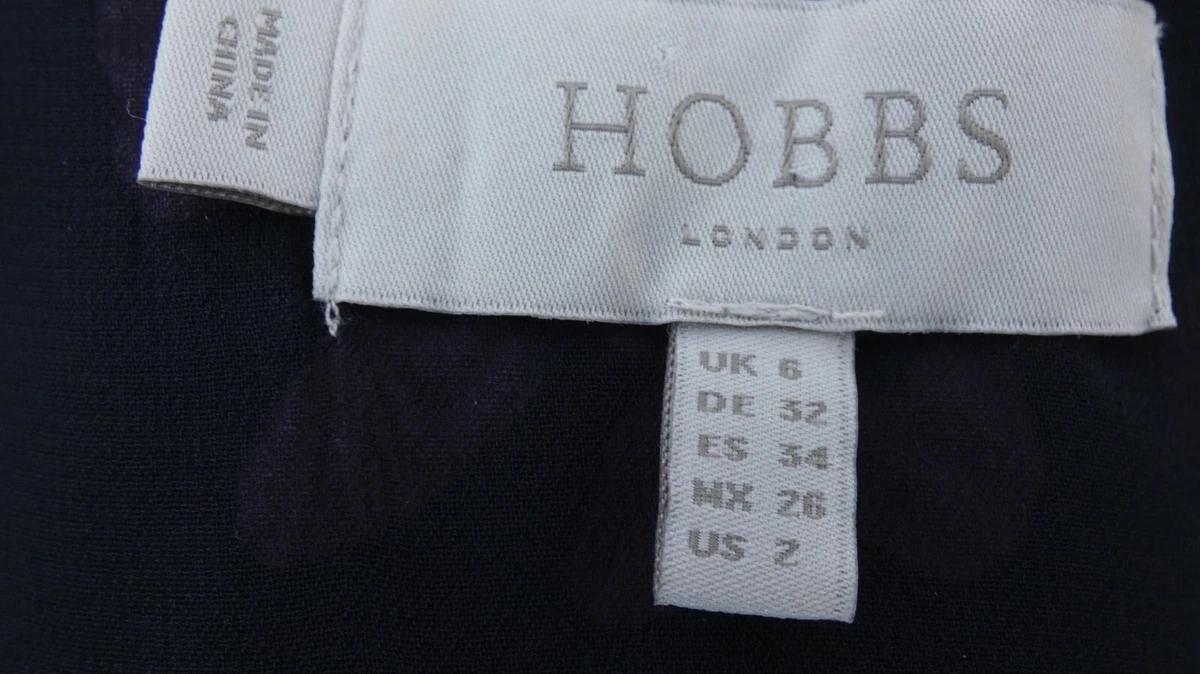 MADE IN
CHINA
HOBBS
LONDON
UK 6
DE 32
ES 34
MX 26
US 2